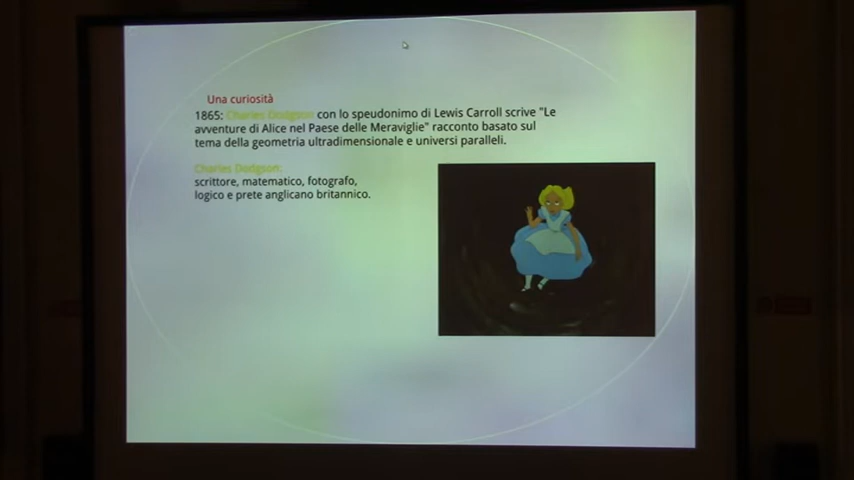 Una curiosità
1865: Charles Dodgson con lo speudonimo di Lewis Carroll scrive "Le
avventure di Alice nel Paese delle Meraviglie" racconto basato sul
tema della geometria ultradimensionale e universi paralleli.
Charles Dodgson:
scrittore, matematico, fotografo,
logico e prete anglicano britannico.